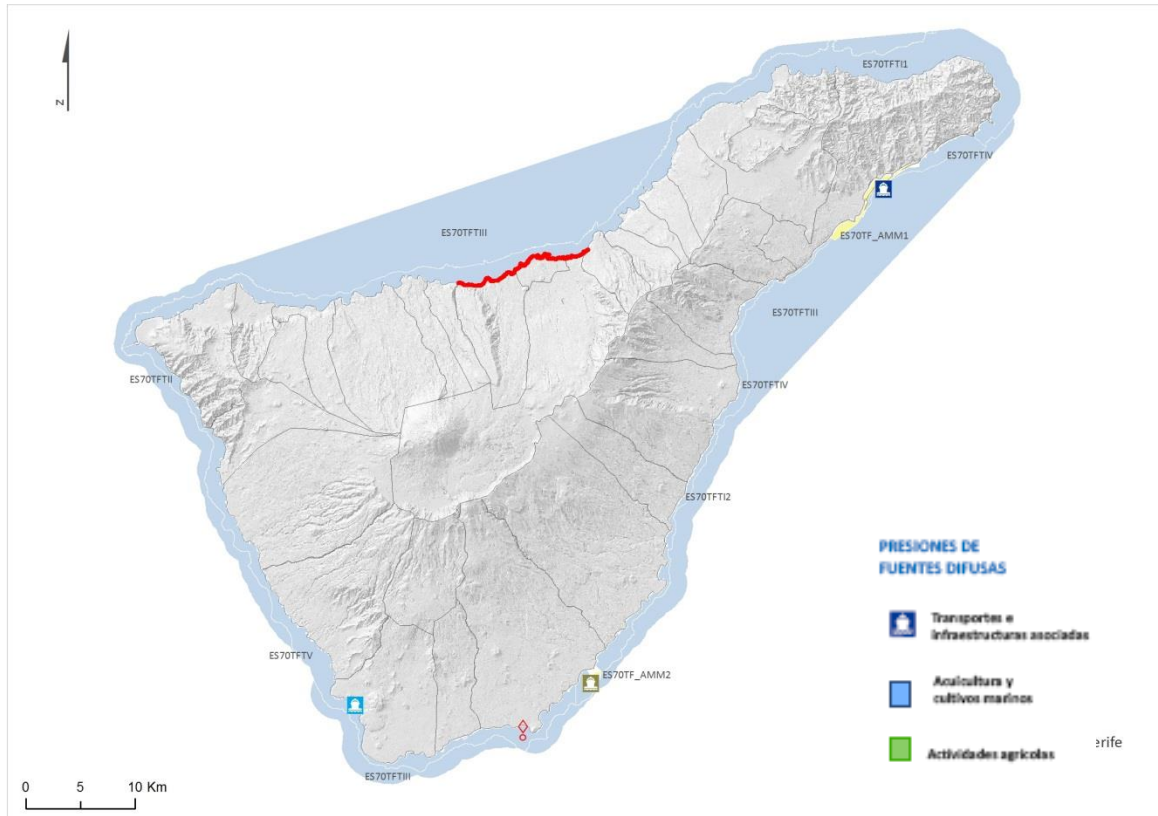 N
ES70TFTI1
ES70TFTIV
ES70TF_AMM1
ES70TFTIII
ES70TFTIII
ES70TFTII
ES70TFTIV
ES70TFTI2
ES70TFTV
ES70TF_AMM2
ES70TFTIII
PRESIONES DE
FUENTES DIFUSAS
Transportes e
infraestructuras asociadas
Acuicultura y
cultivos marinos
Actividades agrícolas
erife
0 5 10 Km